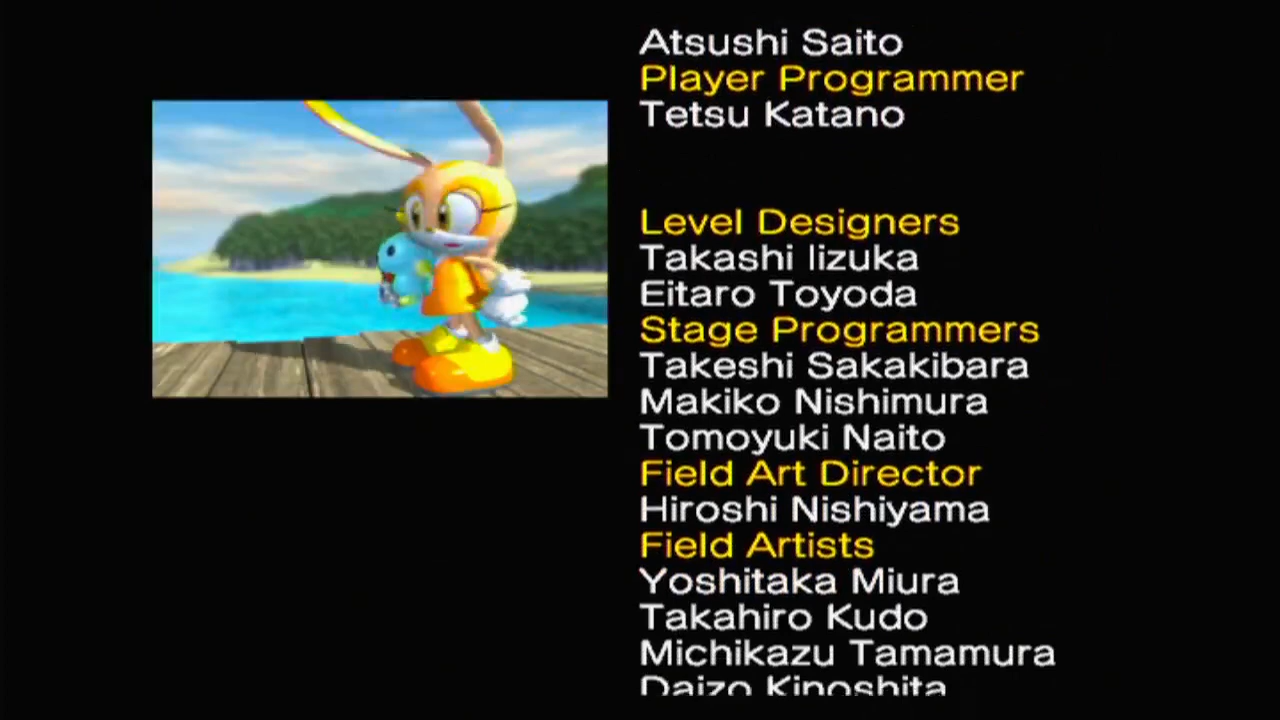 Atsushi Saito
Player Programmer
Tetsu Katano
Level Designers
Takashi Iizuka
Eitaro Toyoda
Stage Programmers
Takeshi Sakakibara
Makiko Nishimura
Tomoyuki Naito
Field Art Director
Hiroshi Nishiyama
Field Artists
Yoshitaka Miura
Takahiro Kudo
Michikazu Tamamura
Daizo Kinoshita